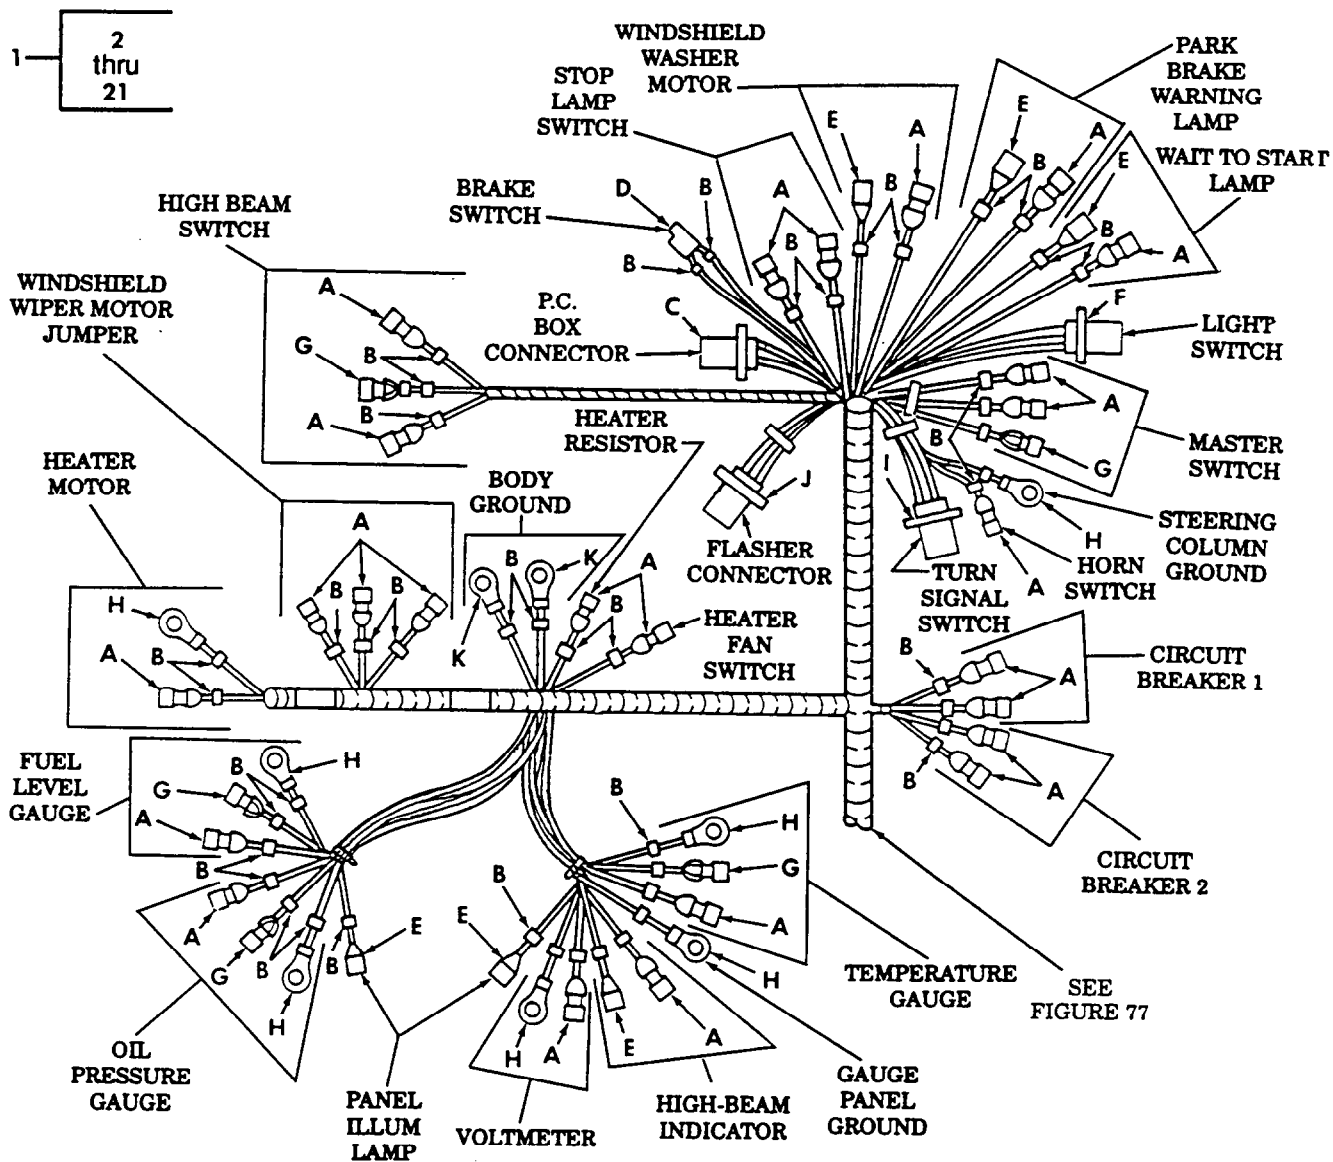 1
2
thru
21
WINDSHIELD
WASHER
MOTOR
STOP
LAMP
SWITCH
PARK
BRAKE
WARNING
LAMP
WAIT TO START
LAMP
BRAKE
SWITCH
HIGH BEAM
SWITCH
WINDSHIELD
WIPER MOTOR
JUMPER
P.C.
BOX
CONNECTOR
LIGHT
SWITCH
D
B
B
A
B
E
A
B
E
B
A
E
B
A
C
F
A
G
B
B
A
HEATER
RESISTOR
A
B
G
MASTER
SWITCH
HEATER
MOTOR
BODY
GROUND
J
I
FLASHER
CONNECTOR
TURN
SIGNAL
SWITCH
H
A
HORN
SWITCH
STEERING
COLUMN
GROUND
A
B
B
B
K
K
A
B
HEATER
FAN
SWITCH
H
A
B
B
A
CIRCUIT
BREAKER 1
B
A
CIRCUIT
BREAKER 2
FUEL
LEVEL
GAUGE
B
H
G
A
B
A
G
B
H
B
E
OIL
PRESSURE
GAUGE
PANEL
ILLUM
LAMP
B
E
H
A
VOLTMETER
E
A
HIGH-BEAM
INDICATOR
B
H
G
A
H
TEMPERATURE
GAUGE
GAUGE
PANEL
GROUND
SEE
FIGURE 77